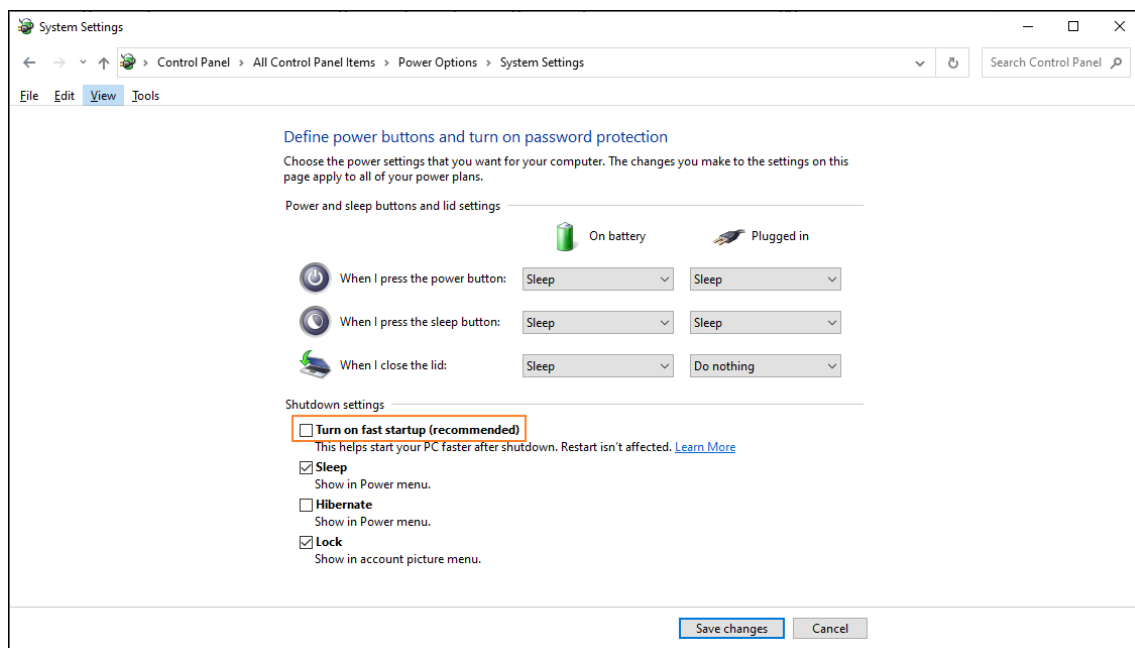 System Settings
Control Panel > All Control Panel Items > Power Options > System Settings
Search Control Panel
File Edit View Tools
Define power buttons and turn on password protection
Choose the power settings that you want for your computer. The changes you make to the settings on this
page apply to all of your power plans.
Power and sleep buttons and lid settings
On battery Plugged in
When I press the power button: Sleep Sleep
When I press the sleep button: Sleep Sleep
When I close the lid: Sleep Do nothing
Shutdown settings
Turn on fast startup (recommended)
This helps start your PC faster after shutdown. Restart isn't affected. Learn More
Sleep
Show in Power menu.
Hibernate
Show in Power menu.
Lock
Show in account picture menu.
Save changes Cancel